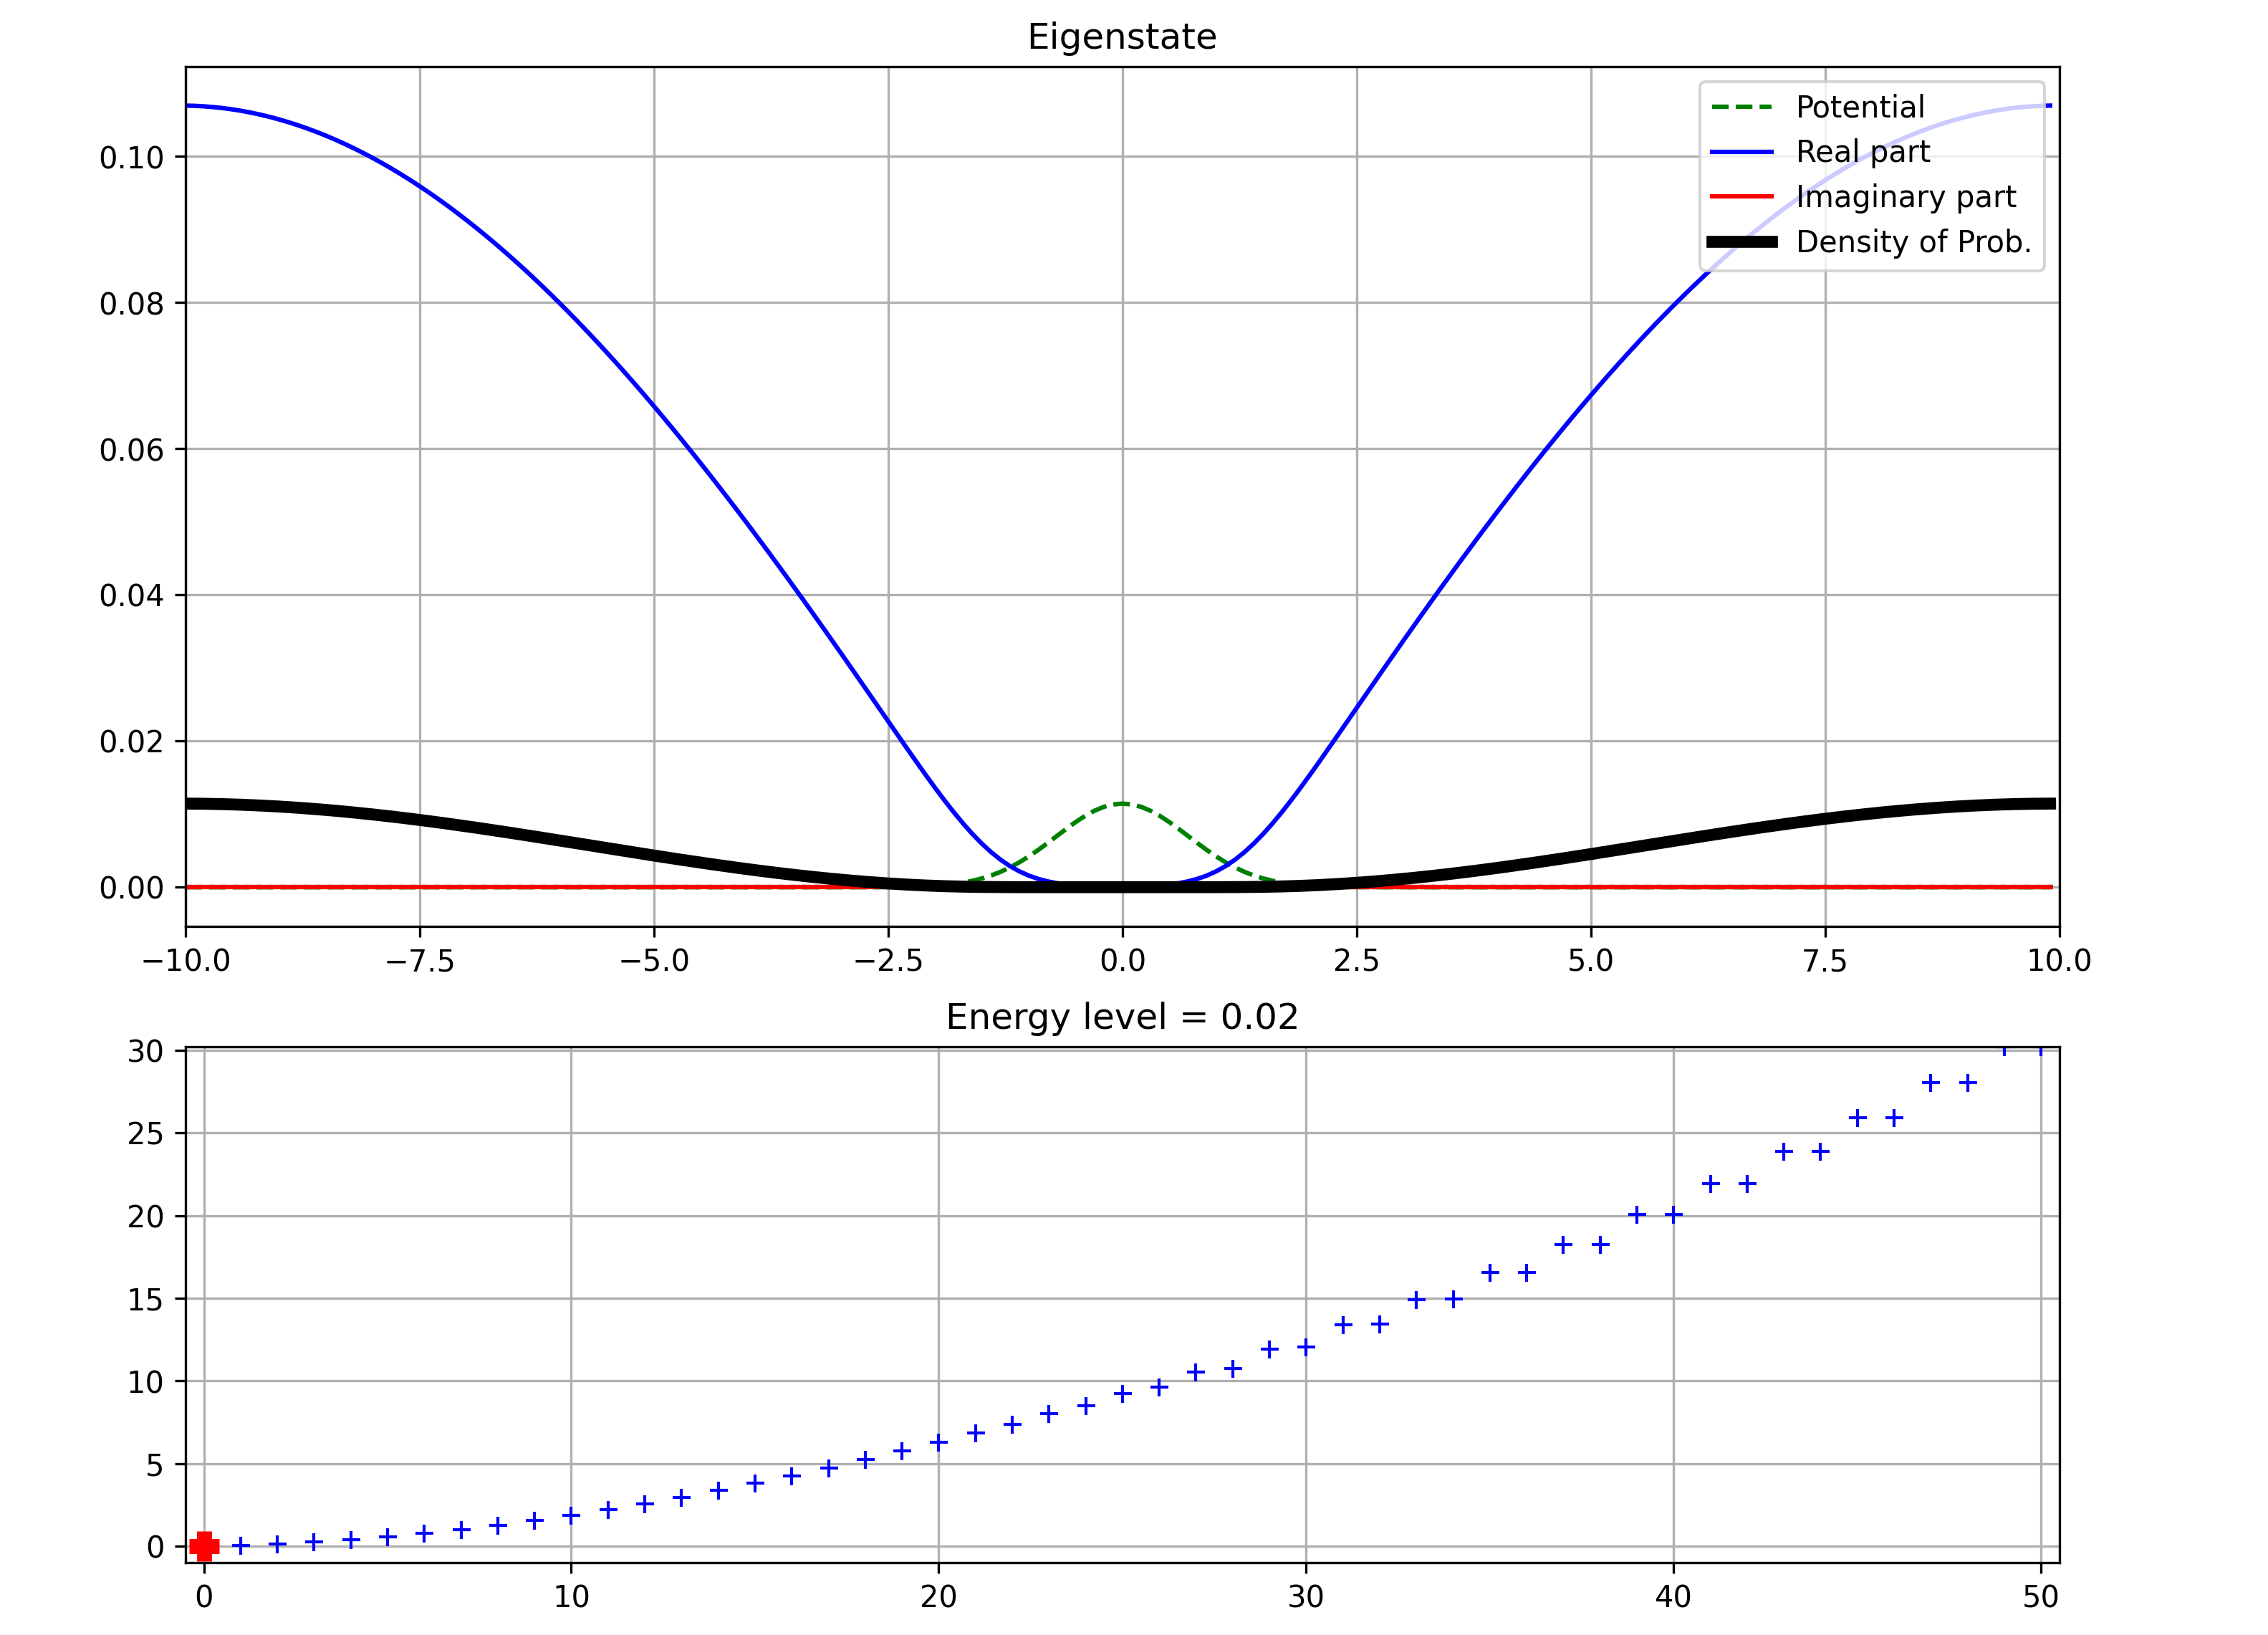 Eigenstate
Potential
Real part
Imaginary part
Density of Prob.
0.10
0.08
0.06
0.04
0.02
0.00
−10.0 −7.5 −5.0 −2.5 0.0 2.5 5.0 7.5 10.0
Energy level = 0.02
30
25
20
15
10
5
0
0 10 20 30 40 50